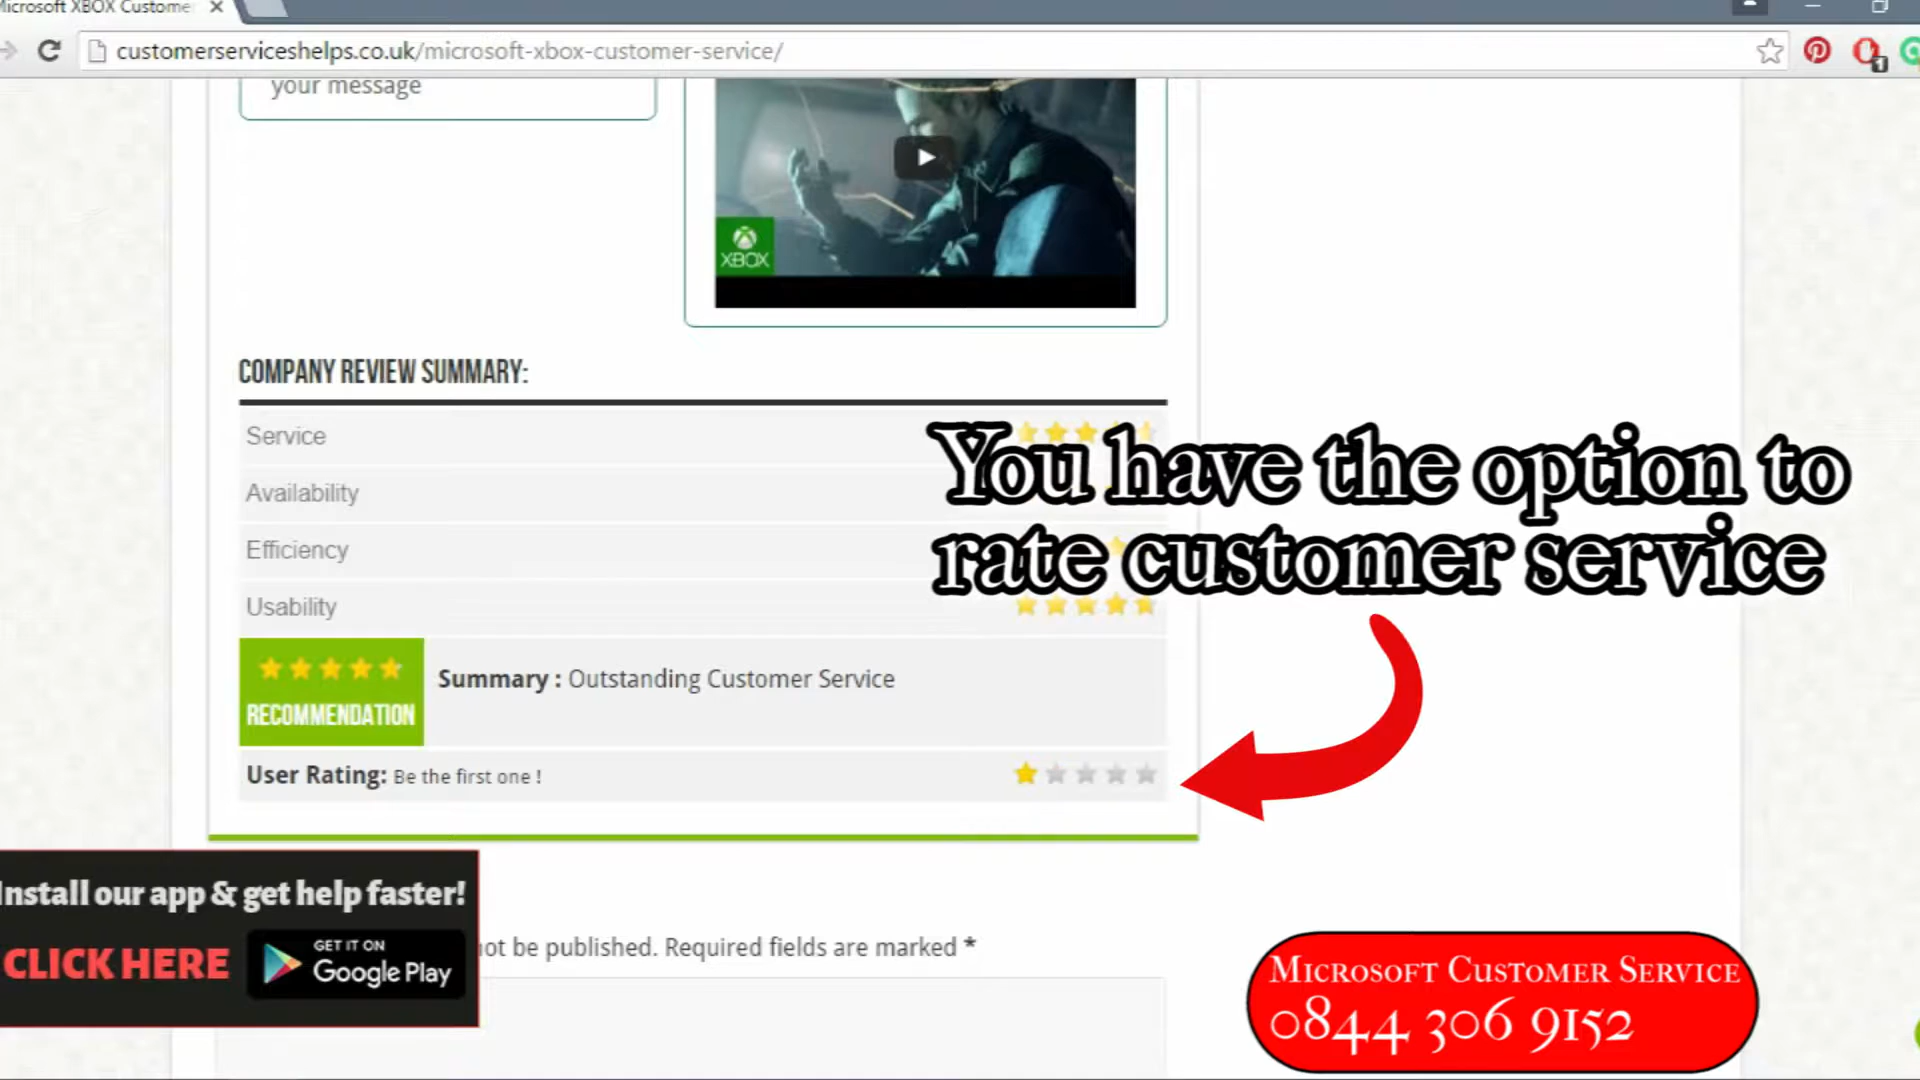 Microsoft XBOX Custome
customerserviceshelps.co.uk/microsoft-xbox-customer-service/
1
your message
XBOX
COMPANY REVIEW SUMMARY:
Service
Availability
Efficiency
Usability
You have the option to
rate customer service
RECOMMENDATION
Summary : Outstanding Customer Service
User Rating: Be the first one !
Install our app & get help faster!
CLICK HERE
GET IT ON
Google Play
not be published. Required fields are marked *
Microsoft Customer Service
0844 306 9152